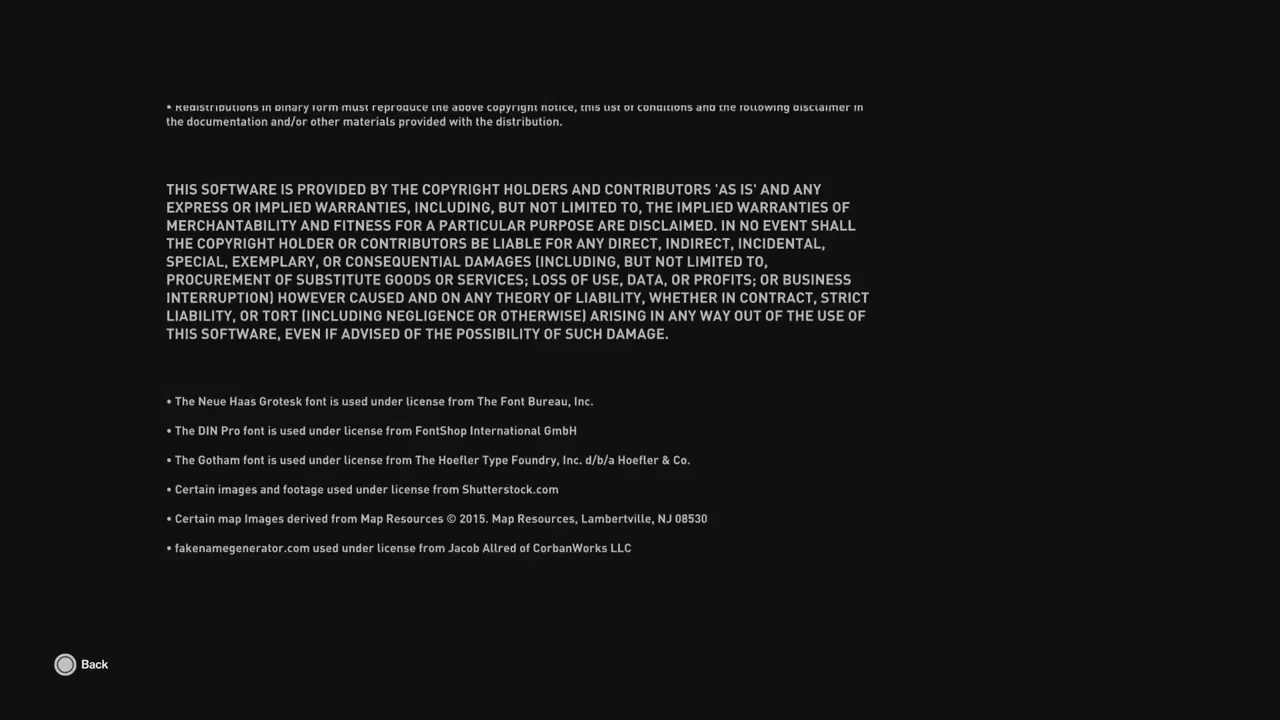 • Redistributions in binary form must reproduce the above copyright notice, this list of conditions and the following disclaimer in
the documentation and/or other materials provided with the distribution.
THIS SOFTWARE IS PROVIDED BY THE COPYRIGHT HOLDERS AND CONTRIBUTORS 'AS IS' AND ANY
EXPRESS OR IMPLIED WARRANTIES, INCLUDING, BUT NOT LIMITED TO, THE IMPLIED WARRANTIES OF
MERCHANTABILITY AND FITNESS FOR A PARTICULAR PURPOSE ARE DISCLAIMED. IN NO EVENT SHALL
THE COPYRIGHT HOLDER OR CONTRIBUTORS BE LIABLE FOR ANY DIRECT, INDIRECT, INCIDENTAL,
SPECIAL, EXEMPLARY, OR CONSEQUENTIAL DAMAGES (INCLUDING, BUT NOT LIMITED TO,
PROCUREMENT OF SUBSTITUTE GOODS OR SERVICES; LOSS OF USE, DATA, OR PROFITS; OR BUSINESS
INTERRUPTION) HOWEVER CAUSED AND ON ANY THEORY OF LIABILITY, WHETHER IN CONTRACT, STRICT
LIABILITY, OR TORT (INCLUDING NEGLIGENCE OR OTHERWISE) ARISING IN ANY WAY OUT OF THE USE OF
THIS SOFTWARE, EVEN IF ADVISED OF THE POSSIBILITY OF SUCH DAMAGE.
• The Neue Haas Grotesk font is used under license from The Font Bureau, Inc.
• The DIN Pro font is used under license from FontShop International GmbH
• The Gotham font is used under license from The Hoefler Type Foundry, Inc. d/b/a Hoefler & Co.
• Certain images and footage used under license from Shutterstock.com
• Certain map Images derived from Map Resources © 2015. Map Resources, Lambertville, NJ 08530
• fakenamegenerator.com used under license from Jacob Allred of CorbanWorks LLC
Back